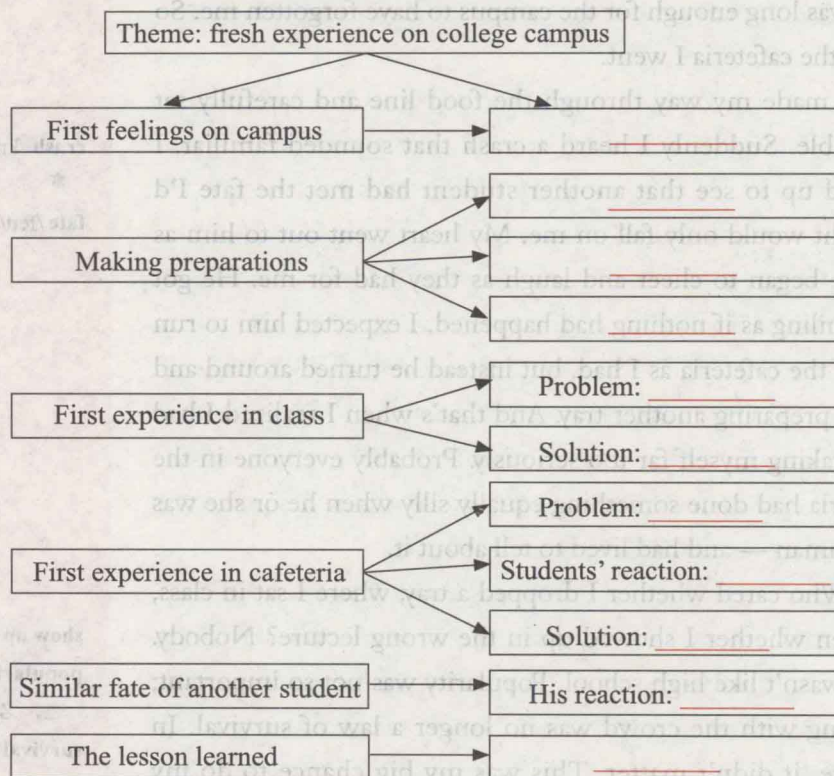 Theme: fresh experience on college campus
First feelings on campus
Making preparations
First experience in class
Problem:
Solution:
First experience in cafeteria
Problem:
Students' reaction:
Solution:
Similar fate of another student
His reaction:
The lesson learned